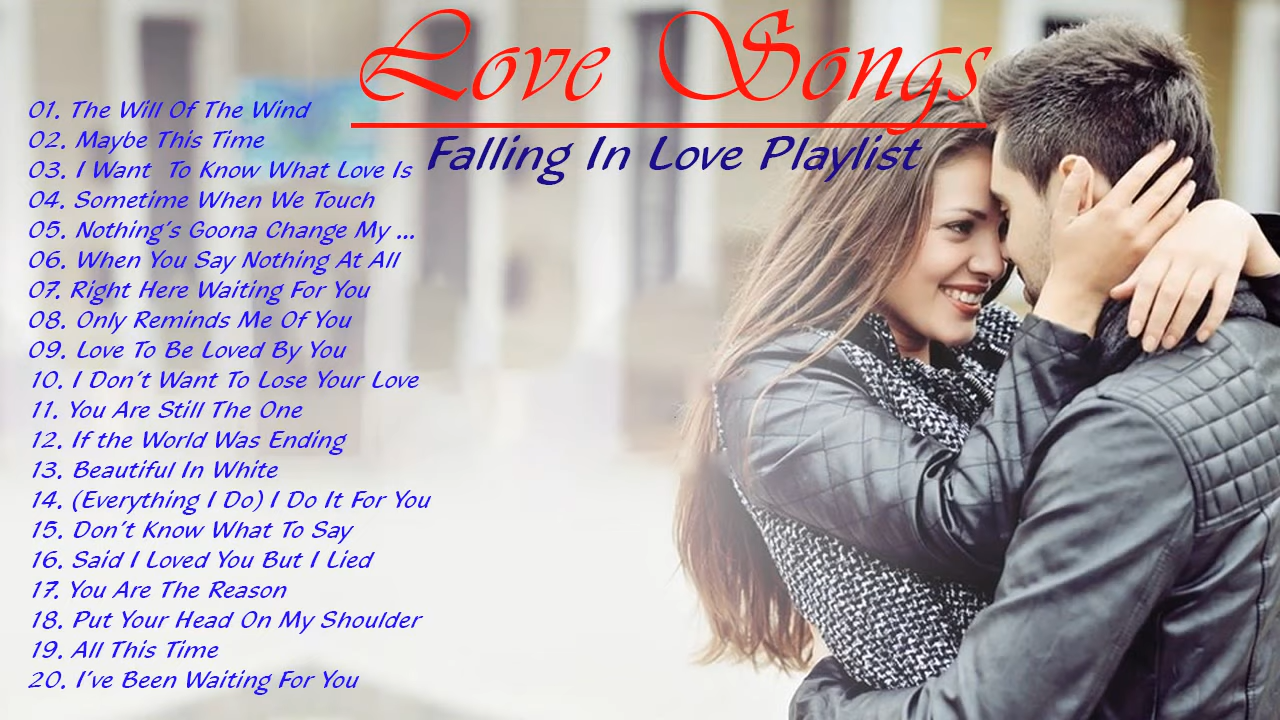 Love Songs
Falling In Love Playlist
01. The Will Of The Wind
02. Maybe This Time
03. I Want  To Know What Love Is
04. Sometime When We Touch
05. Nothing's Goona Change My ...
06. When You Say Nothing At All
07. Right Here Waiting For You
08. Only Reminds Me Of You
09. Love To Be Loved By You
10. I Don't Want To Lose Your Love
11. You Are Still The One
12. If the World Was Ending
13. Beautiful In White
14. (Everything I Do) I Do It For You
15. Don't Know What To Say
16. Said I Loved You But I Lied
17. You Are The Reason
18. Put Your Head On My Shoulder
19. All This Time
20. I've Been Waiting For You